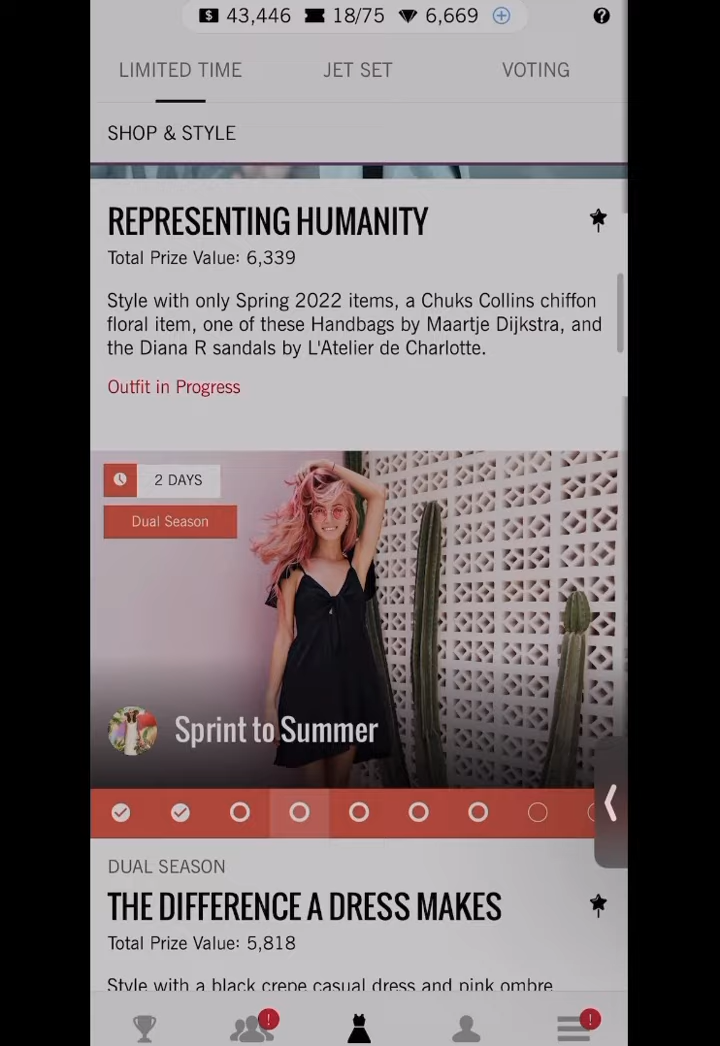 43,446 18/75 6,669
LIMITED TIME JET SET VOTING
SHOP & STYLE
REPRESENTING HUMANITY
Total Prize Value: 6,339
Style with only Spring 2022 items, a Chuks Collins chiffon
floral item, one of these Handbags by Maartje Dijkstra, and
the Diana R sandals by L'Atelier de Charlotte.
Outfit in Progress
2 DAYS
Dual Season
Sprint to Summer
DUAL SEASON
THE DIFFERENCE A DRESS MAKES
Total Prize Value: 5,818
Style with a black crepe casual dress and pink ombre